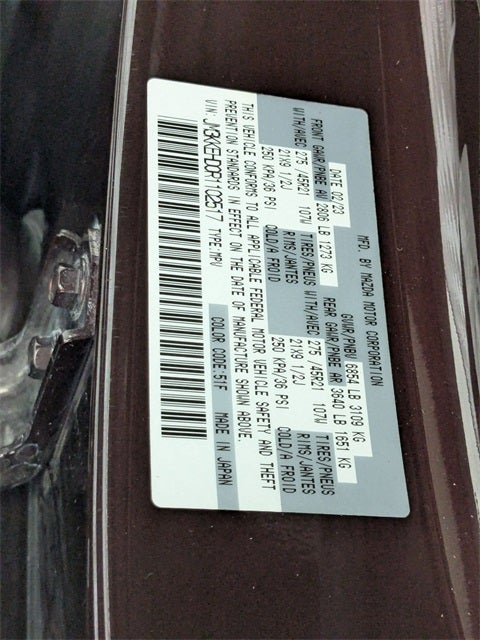 MFD. BY MAZDA MOTOR CORPORATION
DATE 02/23 GVWR/PNBV 6954 LB 3109 KG
FRONT GAWR/PNBE AV 2806 LB 1273 KG REAR GAWR/PNBE AR 3640 LB 1651 KG
TIRES/PNEUS TIRES/PNEUS
WITH/AVEC 275 /45R21 107W RIMS/JANTES WITH/AVEC 275 /45R21 107W RIMS/JANTES
21X9 1/2J COLD/A FROID 21X9 1/2J COLD/A FROID
250 KPA/36 PSI 250 KPA/36 PSI
THIS VEHICLE CONFORMS TO ALL APPLICABLE FEDERAL MOTOR VEHICLE SAFETY AND THEFT
PREVENTION STANDARDS IN EFFECT ON THE DATE OF MANUFACTURE SHOWN ABOVE.
VIN: JM3KKEHD0R1102617 TYPE:MPV COLOR CODE:51F MADE IN JAPAN